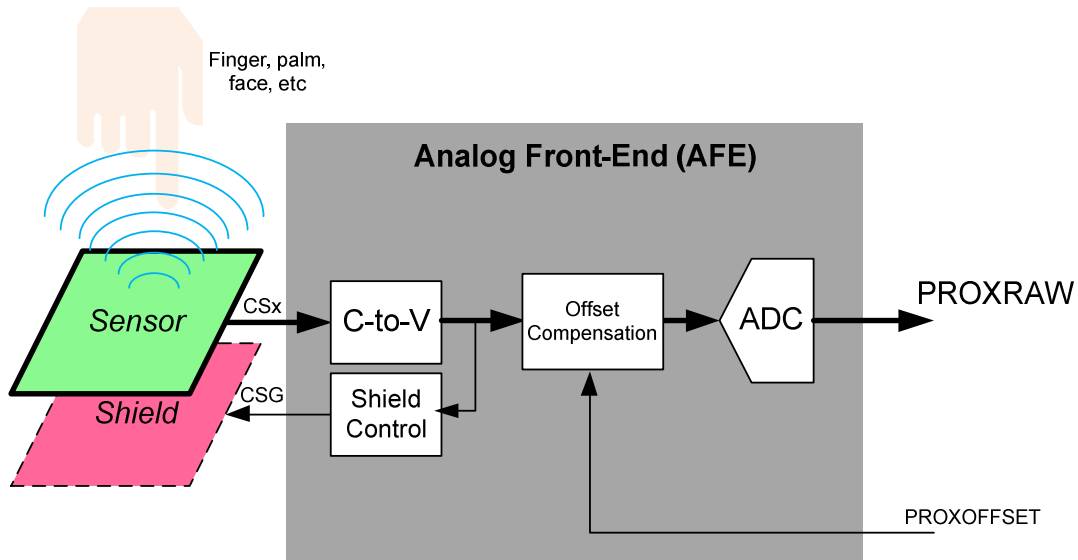 Finger, palm,
face, etc
Analog Front-End (AFE)
Sensor
CSx
C-to-V
Offset
Compensation
ADC
PROXRAW
Shield
CSG
Shield
Control
PROXOFFSET